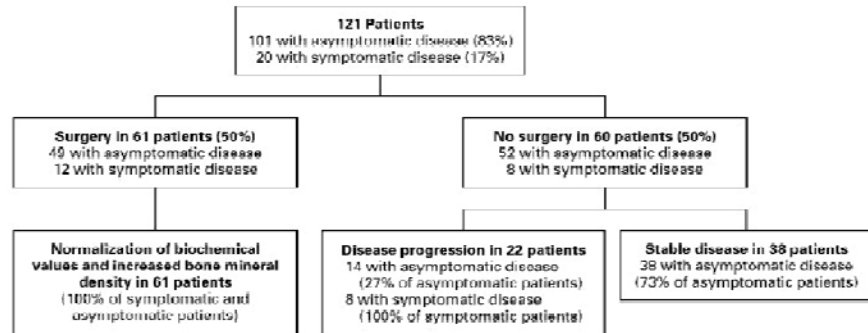 121 Patients
101 with asymptomatic disease (83%)
20 with symptomatic disease (17%)
Surgery in 61 patients (50%)
49 with asymptomatic disease
12 with symptomatic disease
No surgery in 60 patients (50%)
52 with asymptomatic disease
8 with symptomatic disease
Normalization of biochemical
values and increased bone mineral
density in 61 patients
(100% of symptomatic and
asymptomatic patients)
Disease progression in 22 patients
14 with asymptomatic disease
(27% of asymptomatic patients)
8 with symptomatic disease
(100% of symptomatic patients)
Stable disease in 38 patients
38 with asymptomatic disease
(73% of asymptomatic patients)